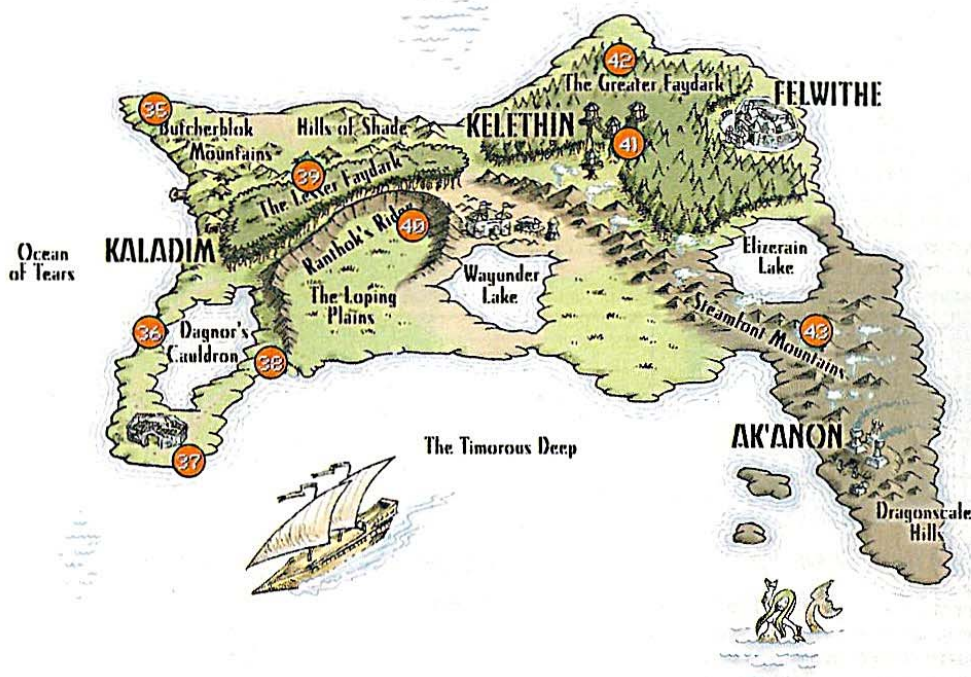 42
The Greater Faydark
FELWITHE
35
Butcherblok
Mountains
Hills of Shade
KELETHIN
41
39
The Lesser Faydark
Ranthok's Ridge
40
Ocean
of Tears
KALADIM
Elizerain
Lake
Wayunder
Lake
The Loping
Plains
36
Dagnor's
Cauldron
38
Steamfont Mountains
43
37
The Timorous Deep
AK'ANON
Dragonscale
Hills